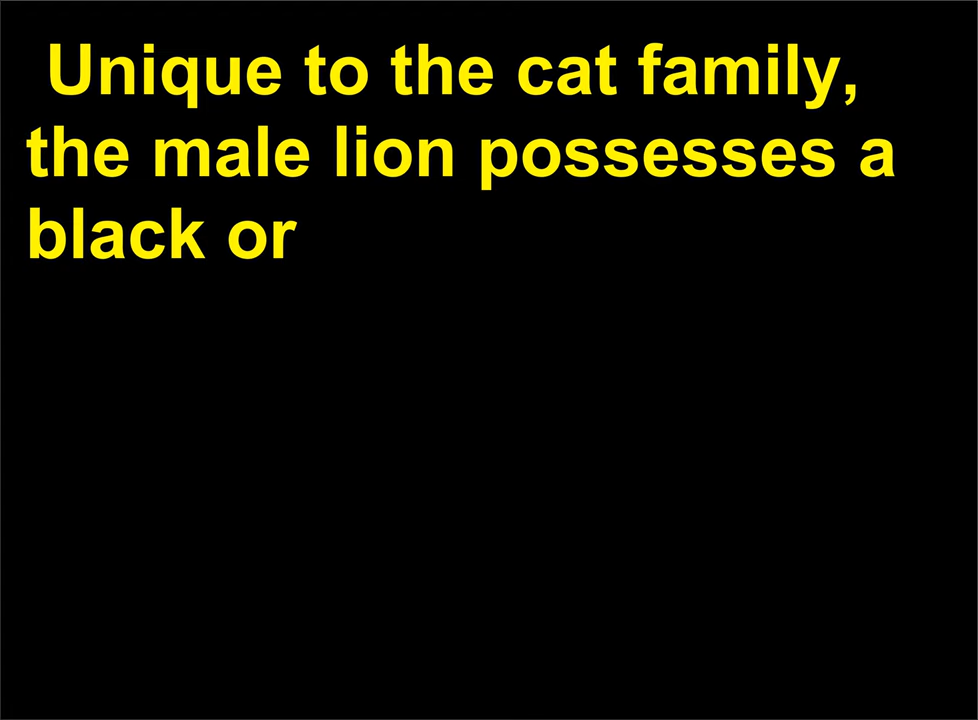 Unique to the cat family,
the male lion possesses a
black or